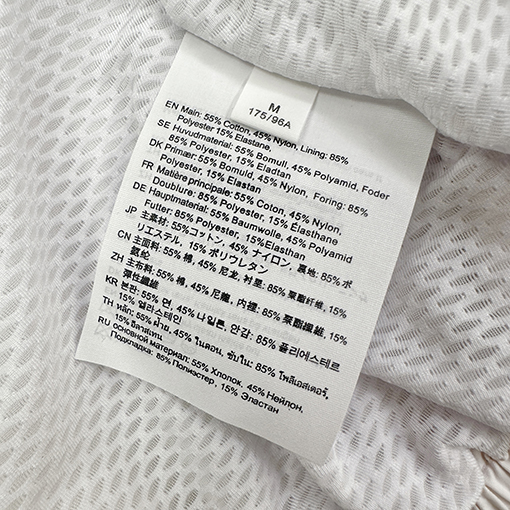 M
175/96A
EN Main: 55% Cotton, 45% Nylon, Lining: 85%
Polyester 15% Elastane,
SE Huvudmaterial: 55% Bomull, 45% Polyamid, Foder
85% Polyester, 15% Eladtan
DK Primær: 55% Bomuld, 45% Nylon, Foring: 85%
Polyester, 15% Elastan
FR Matière principale: 55% Coton, 45% Nylon,
Doublure: 85% Polyester, 15% Elasthane
DE Hauptmaterial: 55% Baumwolle, 45% Polyamid
Futter: 85% Polyester, 15%Elasthan
JP 主素材: 55%コットン, 45% ナイロン, 裏地: 85% ポ
リエステル, 15% ポリウレタン
CN 主面料: 55% 棉, 45% 尼龙, 衬里: 85% 聚酯纤维, 15%
氨纶
ZH 主布料: 55% 棉, 45% 尼龍, 内裡: 85% 聚酯纖維, 15%
彈性纖維
KR 본판: 55% 면, 45% 나일론, 안감: 85% 폴리에스테르
15% 엘라스테인
TH หลัก: 55% ฝ้าย, 45% ไนลอน, ซับใน: 85% โพลีเอสเตอร์,
15% อีลาสเทน
RU основной материал: 55% Хлопок. 45% Нейлон,
Подкладка: 85% Полиэстер, 15% Эластан